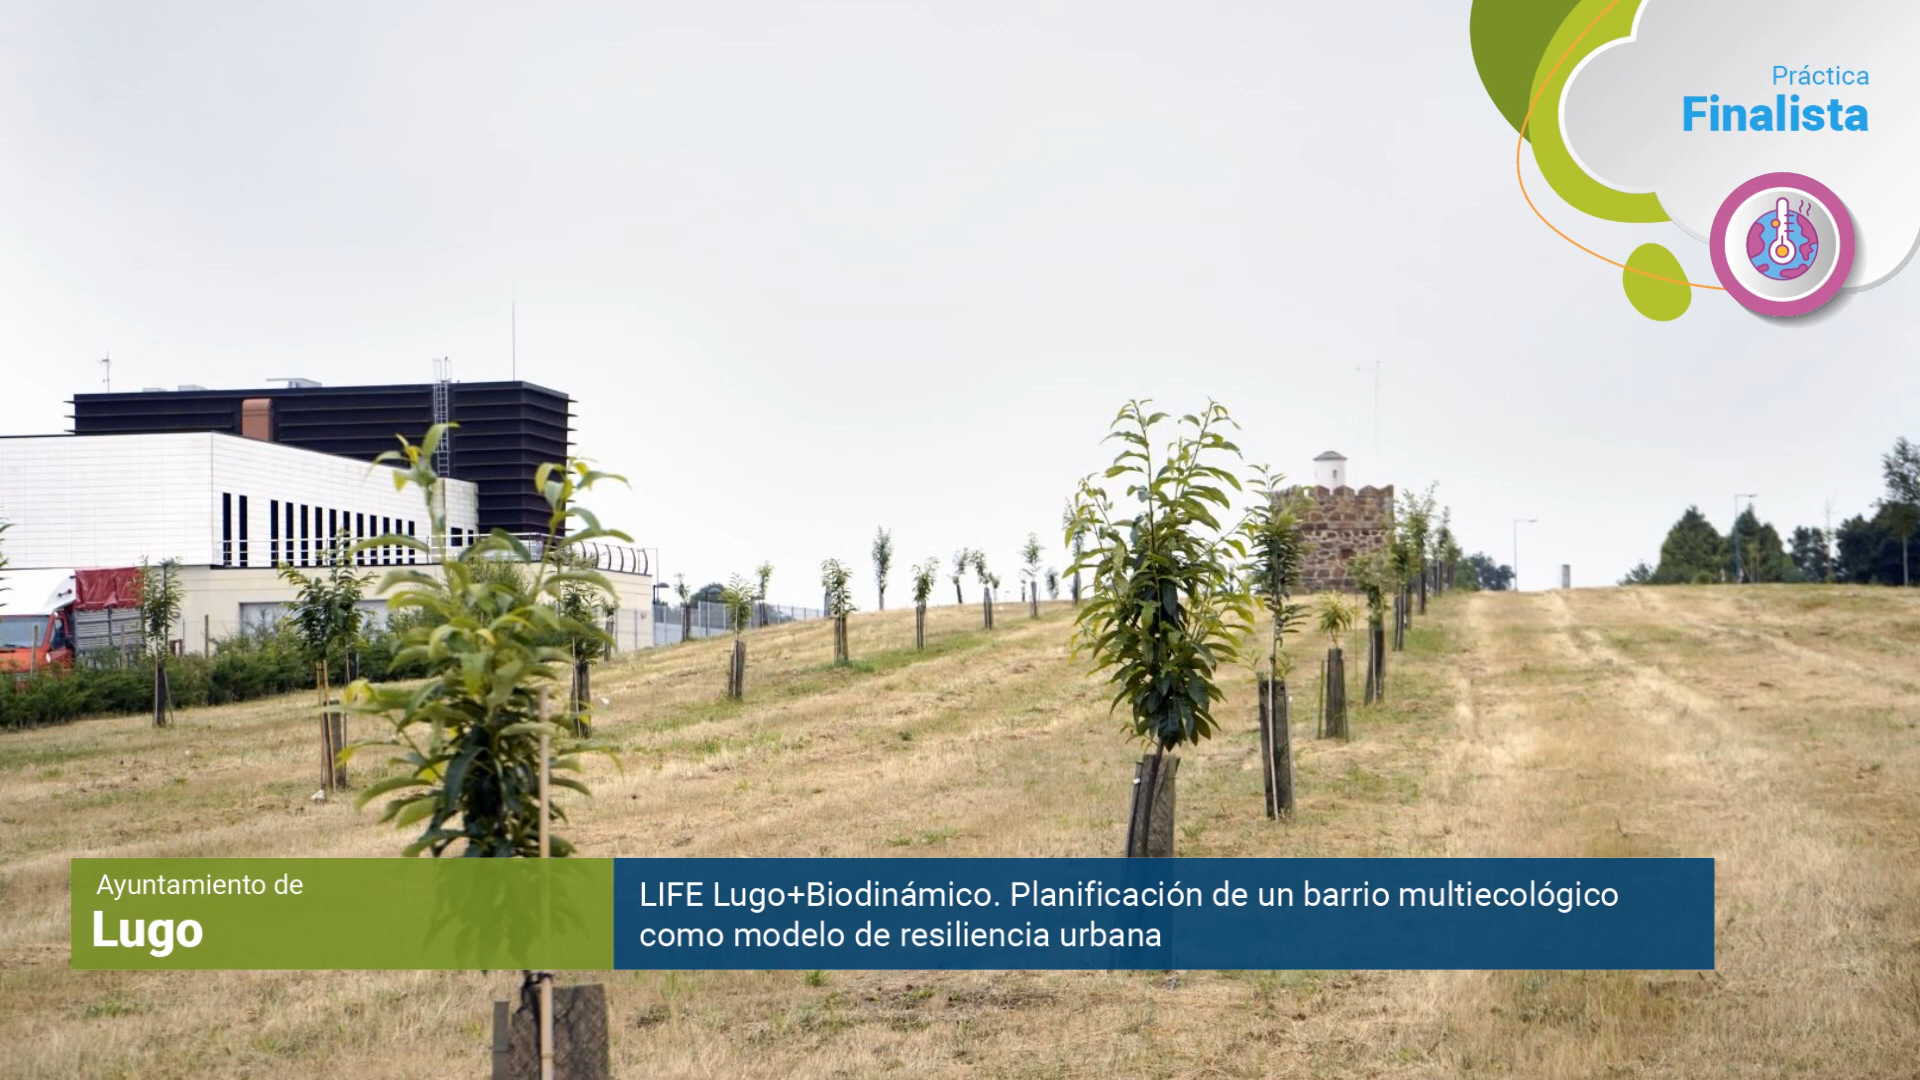 Práctica
Finalista
Ayuntamiento de
Lugo
LIFE Lugo+Biodinámico. Planificación de un barrio multiecológico
como modelo de resiliencia urbana